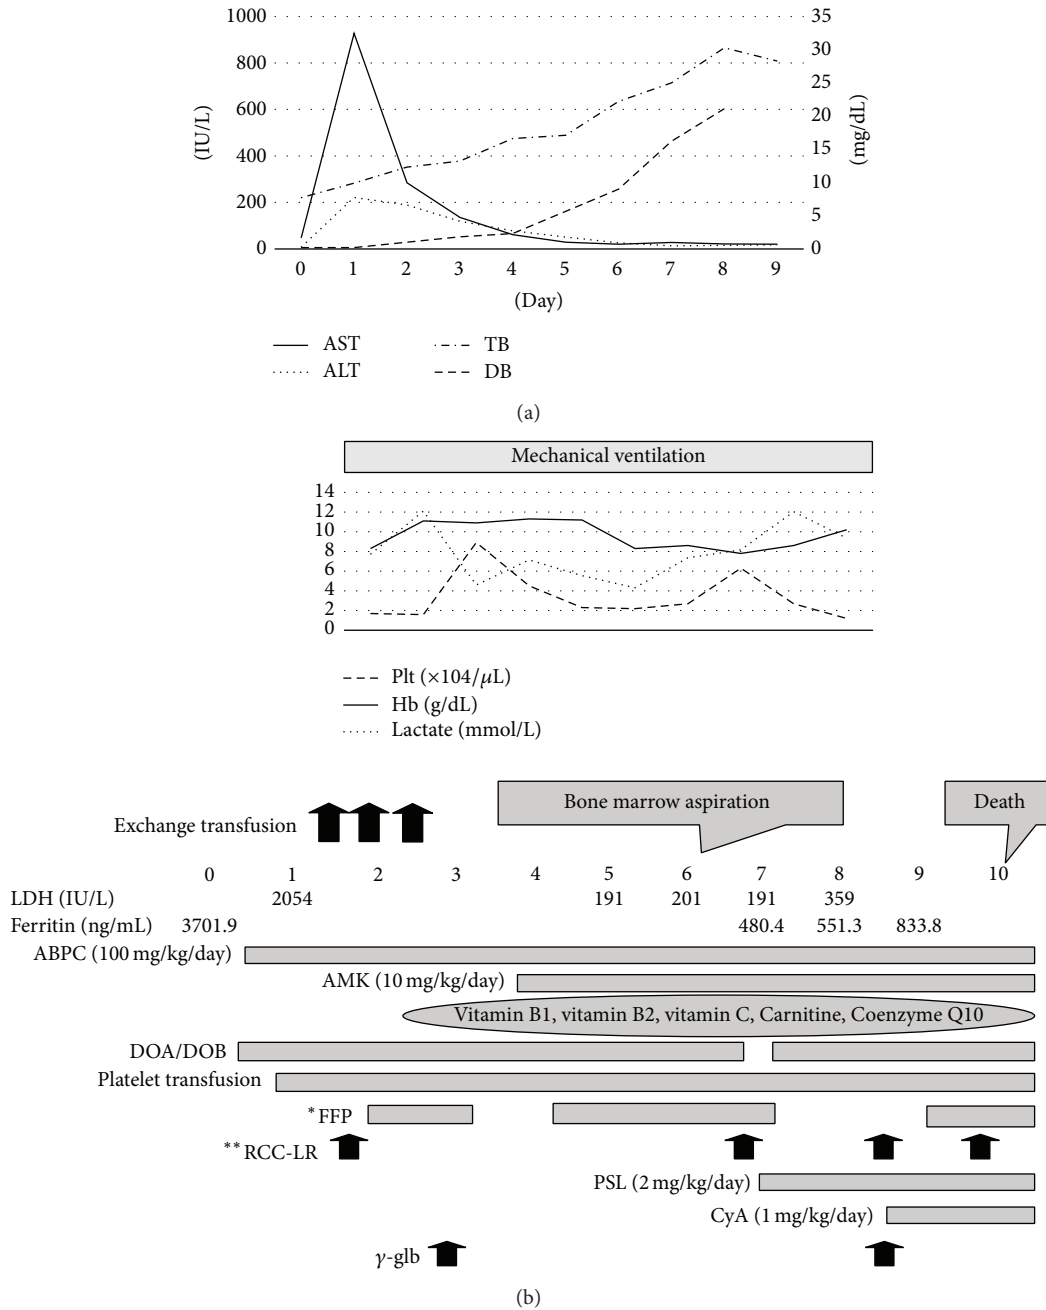 1000
800
600
400
200
0
(IU/L)
35
30
25
20
15
10
5
0
(mg/dL)
0 1 2 3 4 5 6 7 8 9
(Day)
AST TB
ALT DB
(a)
Mechanical ventilation
14
12
10
8
6
4
2
0
Plt (×104/μL)
Hb (g/dL)
Lactate (mmol/L)
Bone marrow aspiration Death
Exchange transfusion
0 1 2 3 4 5 6 7 8 9 10
LDH (IU/L) 2054 191 201 191 359
Ferritin (ng/mL) 3701.9 480.4 551.3 833.8
ABPC (100 mg/kg/day)
AMK (10 mg/kg/day)
Vitamin B1, vitamin B2, vitamin C, Carnitine, Coenzyme Q10
DOA/DOB
Platelet transfusion
*FFP
**RCC-LR
PSL (2 mg/kg/day)
CyA (1 mg/kg/day)
γ-glb
(b)